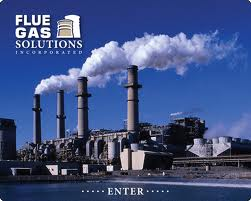 FLUE
GAS
SOLUTIONS
INCORPORATED
····· ENTER ·····